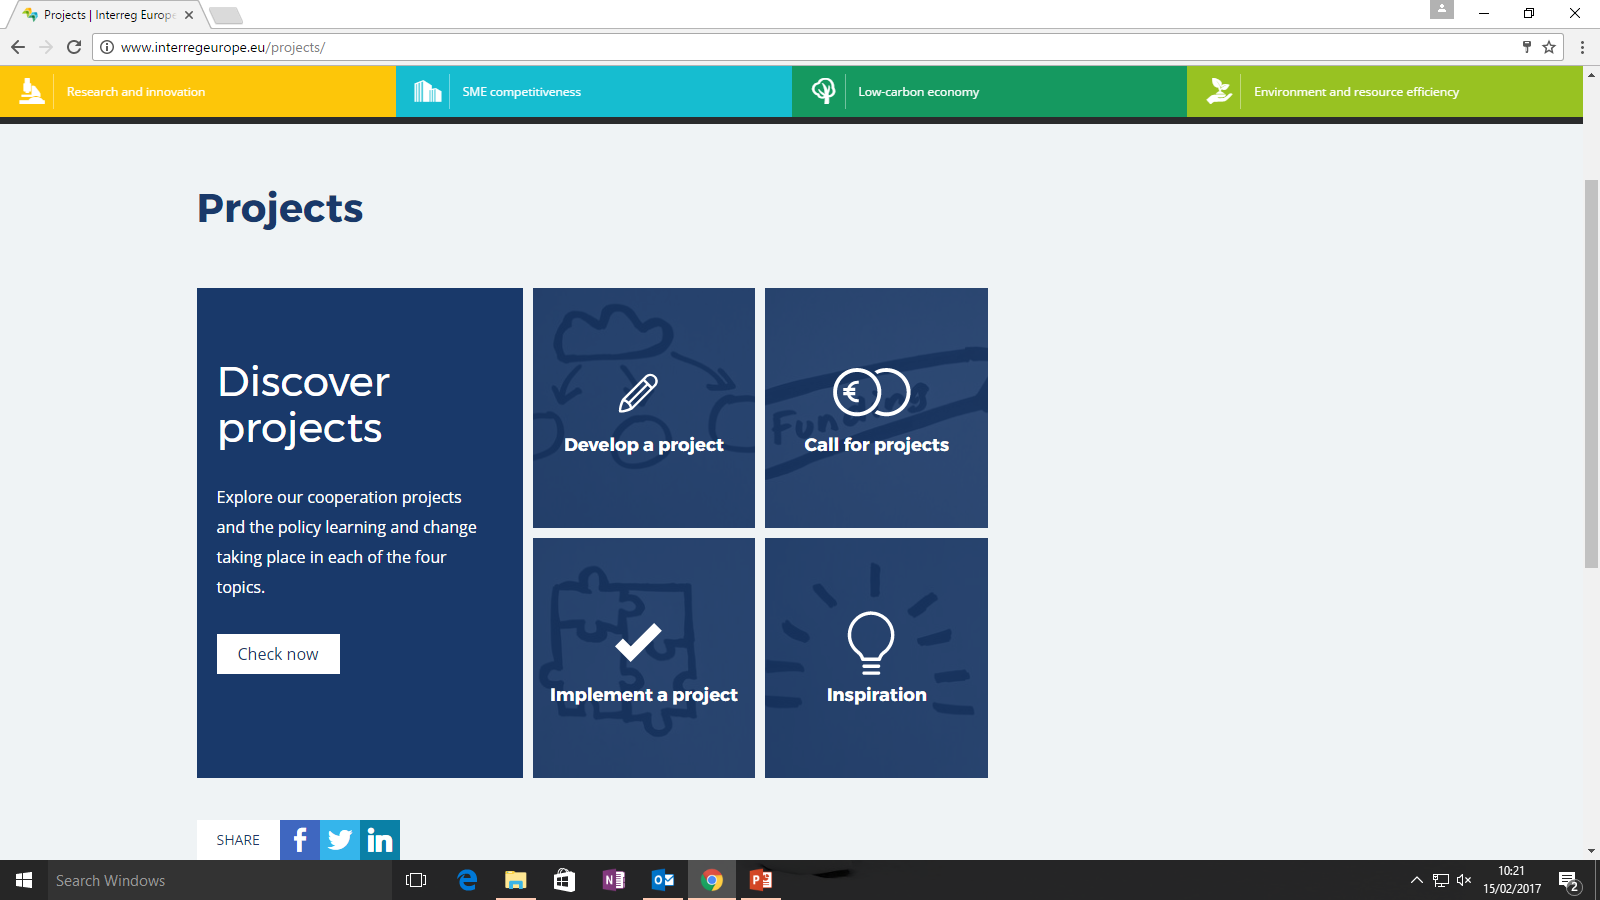 Projects | Interreg Europe
www.interregeurope.eu/projects/
Research and innovation
SME competitiveness
Low-carbon economy
Environment and resource efficiency
Projects
Discover
projects
Explore our cooperation projects
and the policy learning and change
taking place in each of the four
topics.
Check now
Develop a project
Funding
€
Call for projects
Implement a project
Inspiration
SHARE
f
in
Search Windows
e
N
O
P
10:21
15/02/2017
2